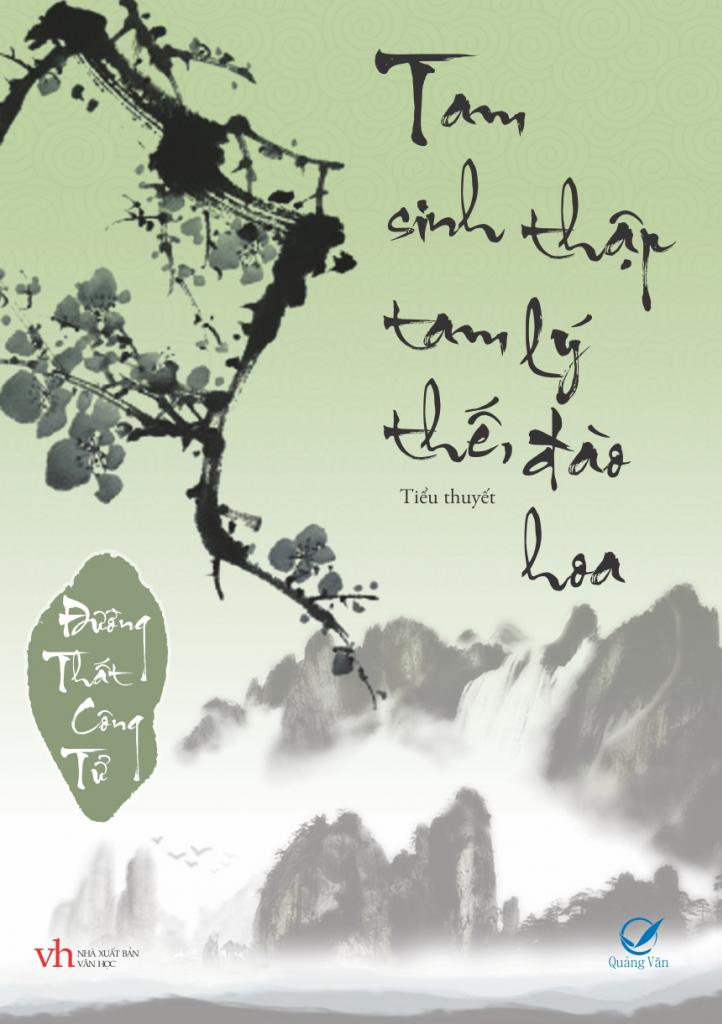 Tam
sinh thập
tam lý
thế, đào
hoa
Tiểu thuyết
Đường
Thất
Công
Tử
vh NHÀ XUẤT BẢN
VĂN HỌC
Quảng Văn